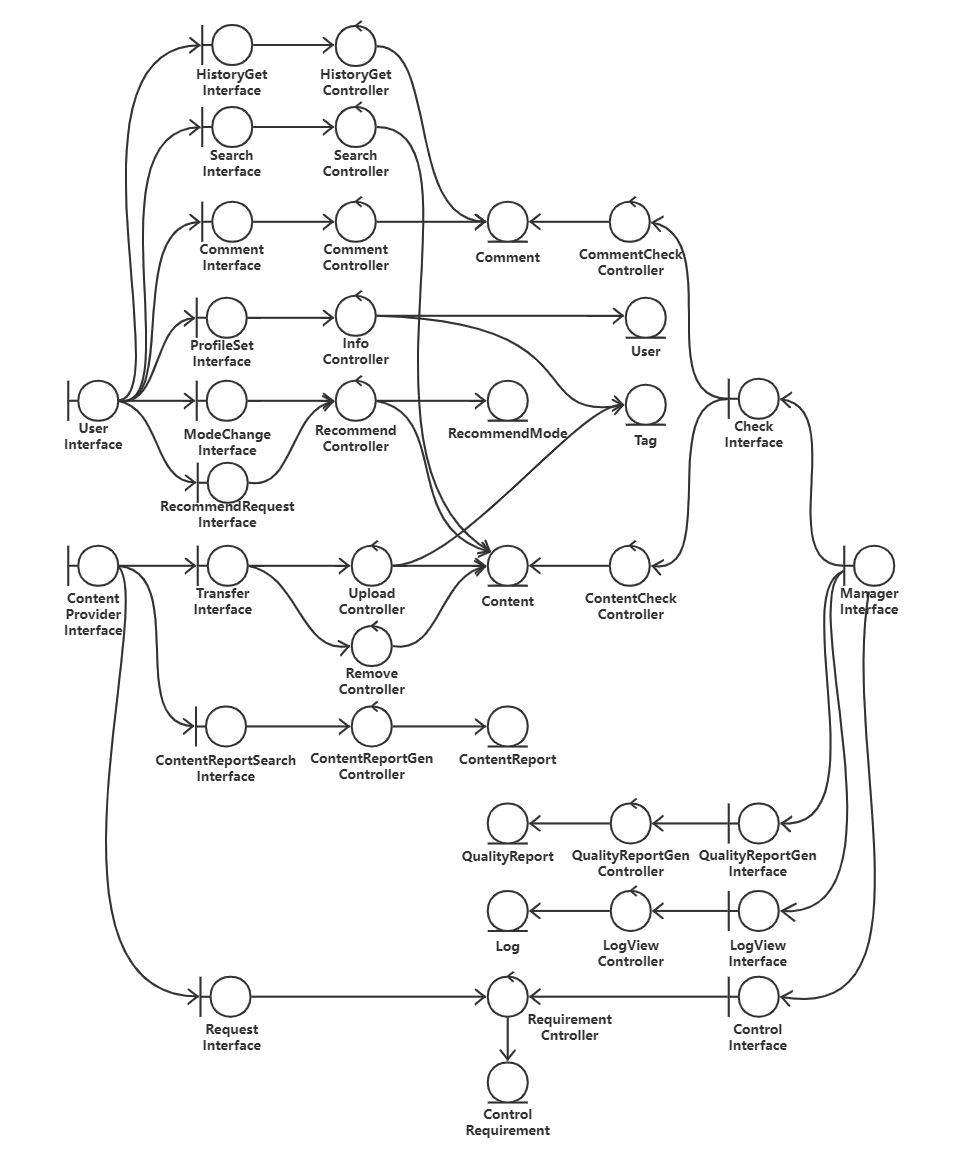 HistoryGet
Interface
HistoryGet
Controller
Search
Interface
Search
Controller
Comment
Interface
Comment
Controller
Comment
CommentCheck
Controller
ProfileSet
Interface
Info
Controller
User
User
Interface
ModeChange
Interface
Recommend
Controller
RecommendMode
Tag
Check
Interface
RecommendRequest
Interface
Content
Provider
Interface
Transfer
Interface
Upload
Controller
Content
ContentCheck
Controller
Manager
Interface
Remove
Controller
ContentReportSearch
Interface
ContentReportGen
Controller
ContentReport
QualityReport
QualityReportGen
Controller
QualityReportGen
Interface
Log
LogView
Controller
LogView
Interface
Request
Interface
Requirement
Cntroller
Control
Interface
Control
Requirement